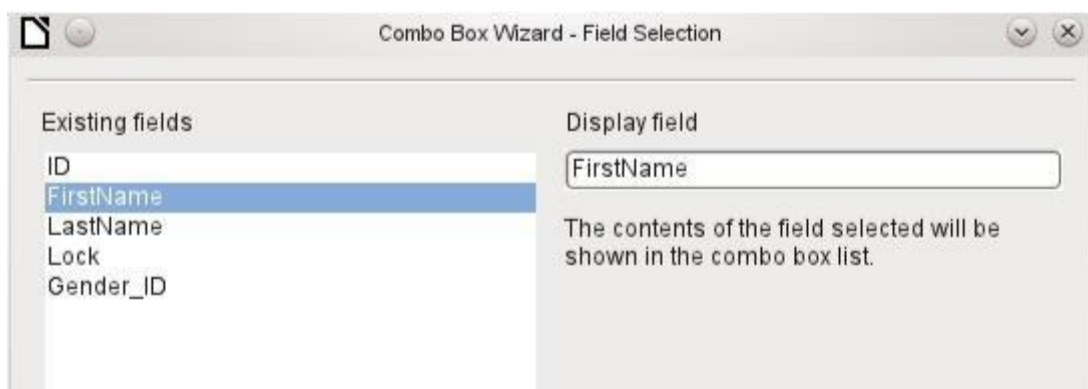 Combo Box Wizard - Field Selection
Existing fields
ID
FirstName
LastName
Lock
Gender_ID
Display field
FirstName
The contents of the field selected will be
shown in the combo box list.